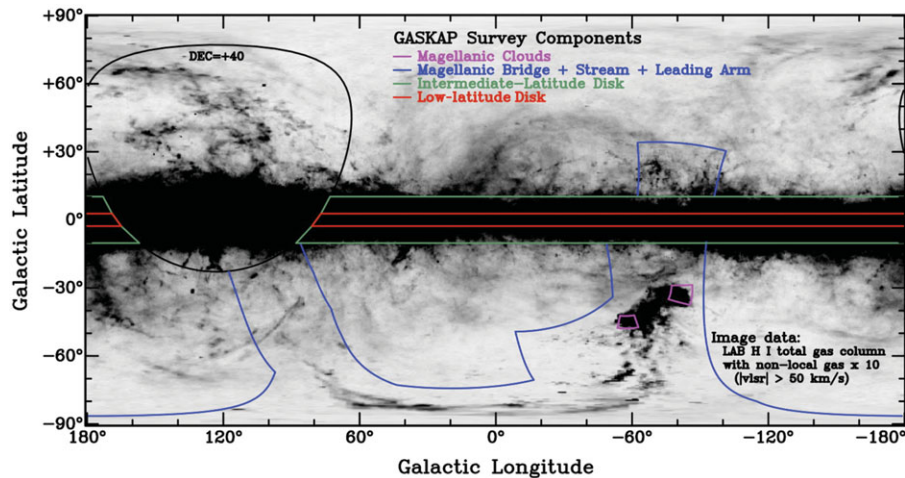 +90°
+60°
+30°
0°
−30°
−60°
−90°
Galactic Latitude
DEC=+40
GASKAP Survey Components
Magellanic Clouds
Magellanic Bridge + Stream + Leading Arm
Intermediate-Latitude Disk
Low-latitude Disk
Image data:
LAB H I total gas column
with non-local gas x 10
(|vlsr| > 50 km/s)
180° 120° 60° 0° −60° −120° −180°
Galactic Longitude